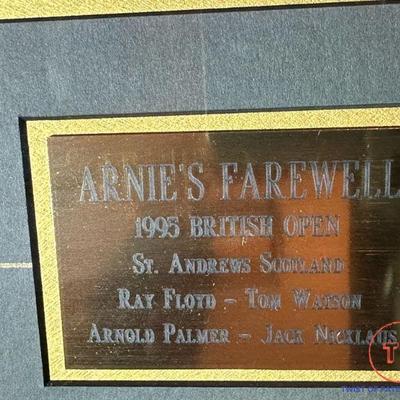 ARNIE'S FAREWELL
1995 BRITISH OPEN
ST. ANDREWS SCOTLAND
RAY FLOYD - TOM WATSON
ARNOLD PALMER - JACK NICKLAUS
T